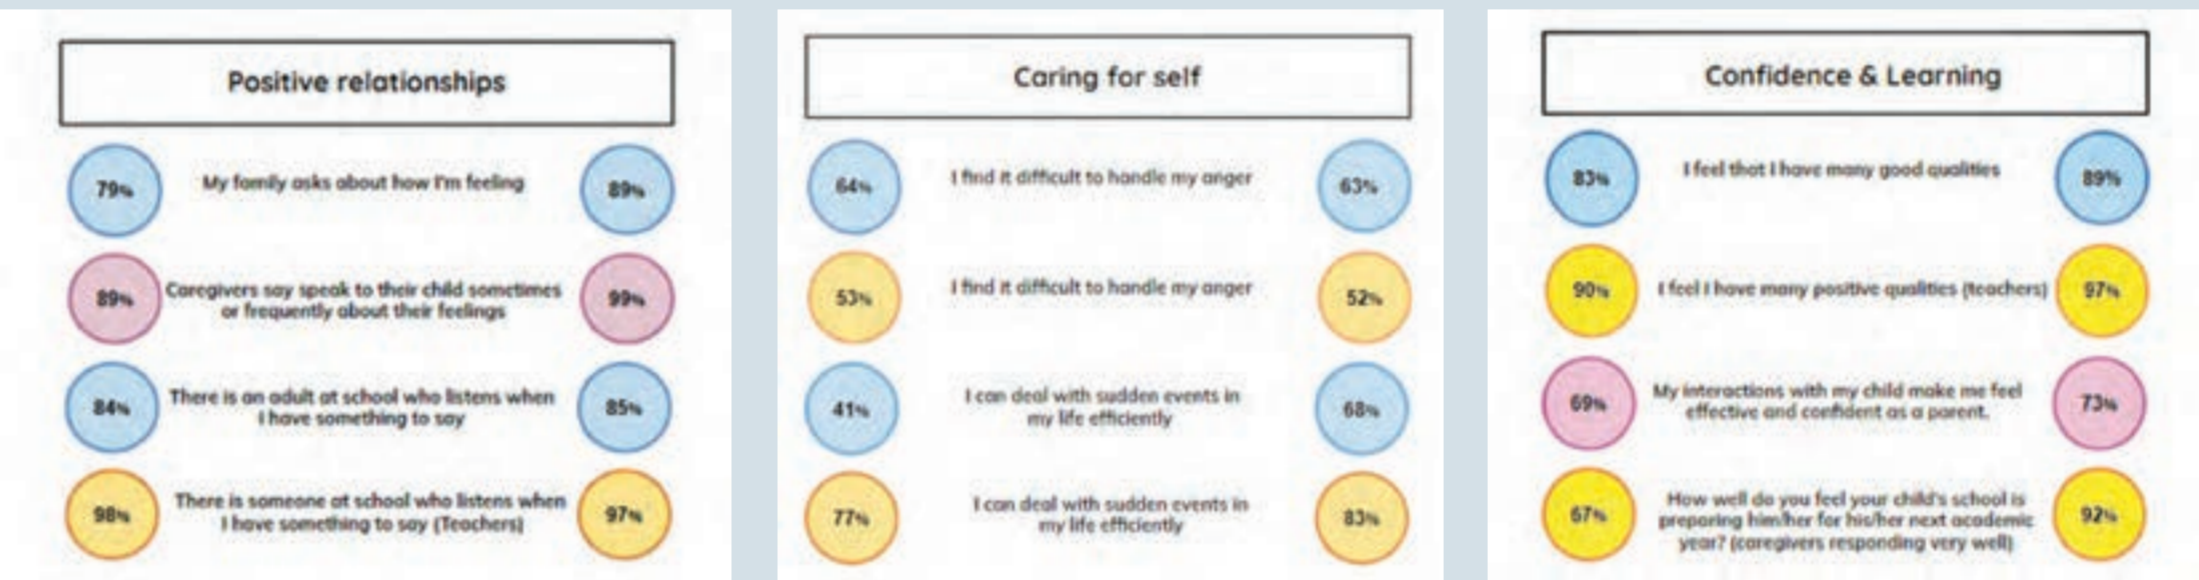 Positive relationships
79%
My family asks about how I'm feeling
89%
89%
Caregivers say speak to their child sometimes
or frequently about their feelings
99%
84%
There is an adult at school who listens when
I have something to say
85%
98%
There is someone at school who listens when
I have something to say (Teachers)
97%
Caring for self
64%
I find it difficult to handle my anger
63%
53%
I find it difficult to handle my anger
52%
41%
I can deal with sudden events in
my life efficiently
68%
77%
I can deal with sudden events in
my life efficiently
83%
Confidence & Learning
83%
I feel that I have many good qualities
89%
90%
I feel I have many positive qualities (teachers)
97%
69%
My interactions with my child make me feel
effective and confident as a parent.
73%
67%
How well do you feel your child's school is
preparing him/her for his/her next academic
year? (caregivers responding very well)
92%